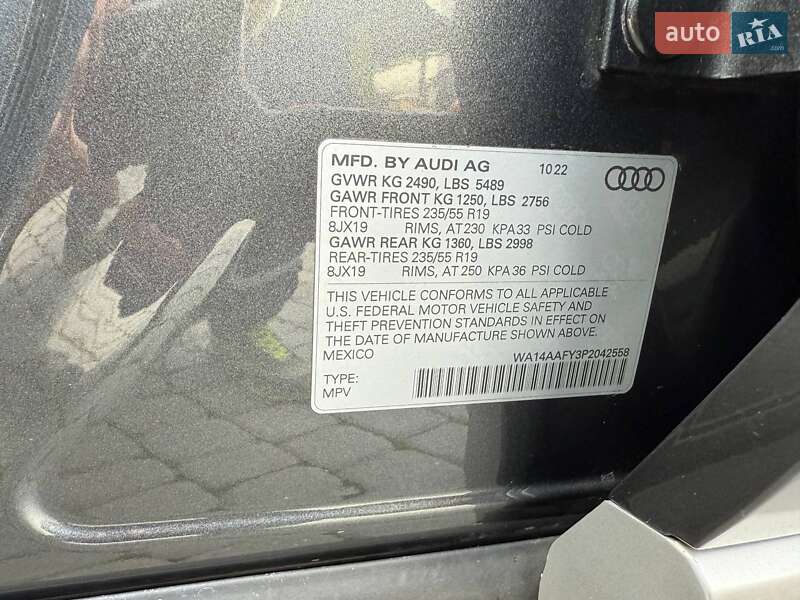 auto RIA .com
MFD. BY AUDI AG 10 22
GVWR KG 2490, LBS 5489
GAWR FRONT KG 1250, LBS 2756
FRONT-TIRES 235/55 R19
8JX19 RIMS, AT 230 KPA 33 PSI COLD
GAWR REAR KG 1360, LBS 2998
REAR-TIRES 235/55 R19
8JX19 RIMS, AT 250 KPA 36 PSI COLD
THIS VEHICLE CONFORMS TO ALL APPLICABLE
U.S. FEDERAL MOTOR VEHICLE SAFETY AND
THEFT PREVENTION STANDARDS IN EFFECT ON
THE DATE OF MANUFACTURE SHOWN ABOVE.
MEXICO WA14AAFY3P2042558
TYPE:
MPV